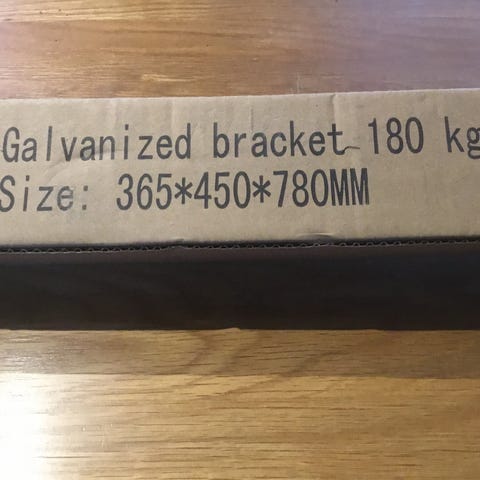 Galvanized bracket 180 kg
Size: 365*450*780MM